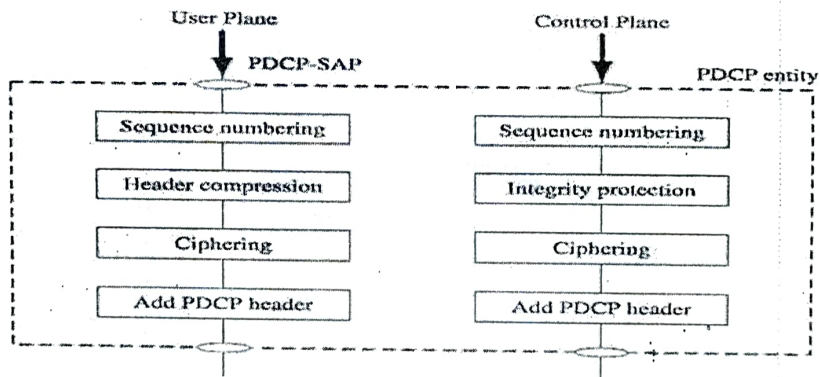 User Plane
Control Plane
PDCP-SAP
PDCP entity
Sequence numbering
Sequence numbering
Header compression
Integrity protection
Ciphering
Ciphering
Add PDCP header
Add PDCP header